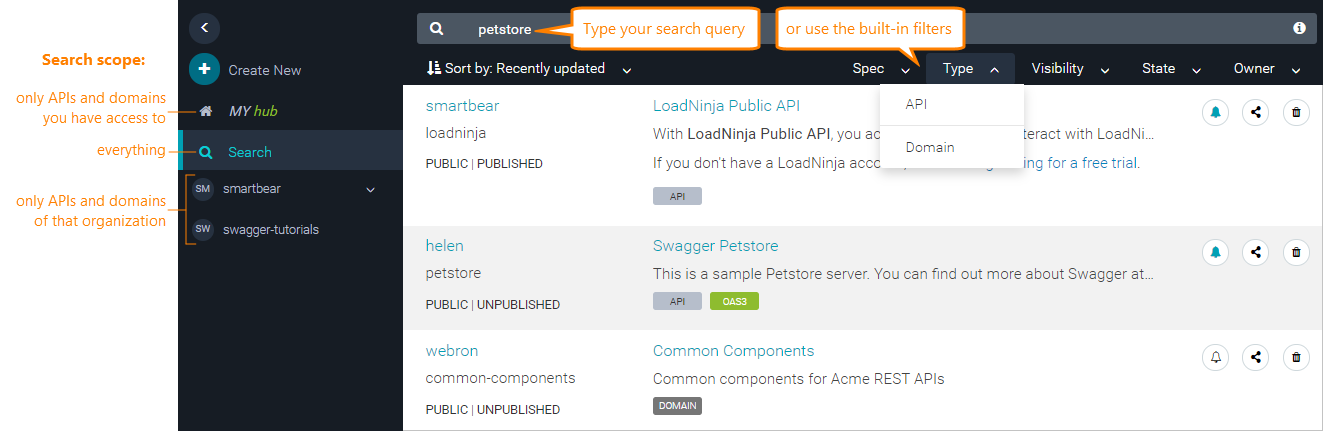 Search scope:
only APIs and domains
you have access to
everything
only APIs and domains
of that organization
Create New
MY hub
Search
SM smartbear
SW swagger-tutorials
petstore
Type your search query
or use the built-in filters
Sort by: Recently updated
Spec
Type
Visibility
State
Owner
API
Domain
smartbear
loadninja
PUBLIC | PUBLISHED
LoadNinja Public API
With LoadNinja Public API, you
teract with LoadNi...
If you don't have a LoadNinja
ing for a free trial.
API
helen
petstore
PUBLIC | UNPUBLISHED
Swagger Petstore
This is a sample Petstore server. You can find out more about Swagger at...
API OAS3
webron
common-components
PUBLIC | UNPUBLISHED
Common Components
Common components for Acme REST APIs
DOMAIN